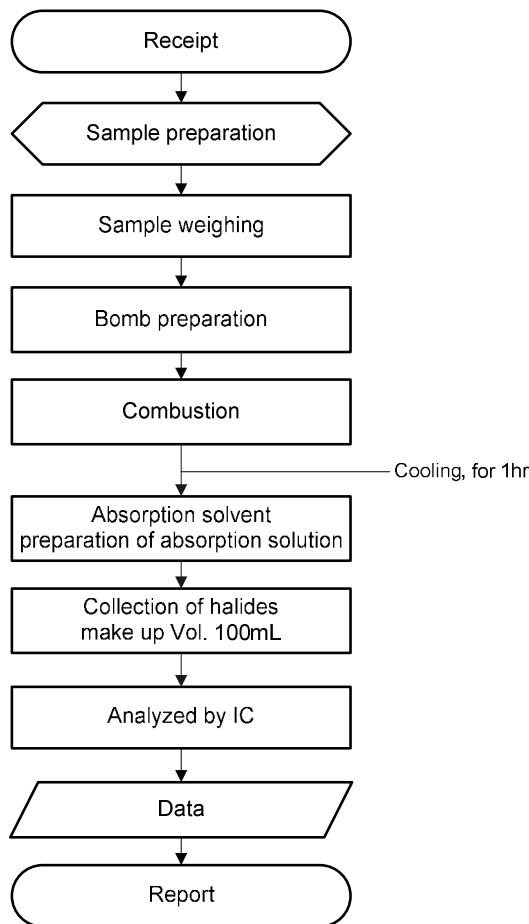 Receipt
Sample preparation
Sample weighing
Bomb preparation
Combustion
Cooling, for 1hr
Absorption solvent
preparation of absorption solution
Collection of halides
make up Vol. 100mL
Analyzed by IC
Data
Report